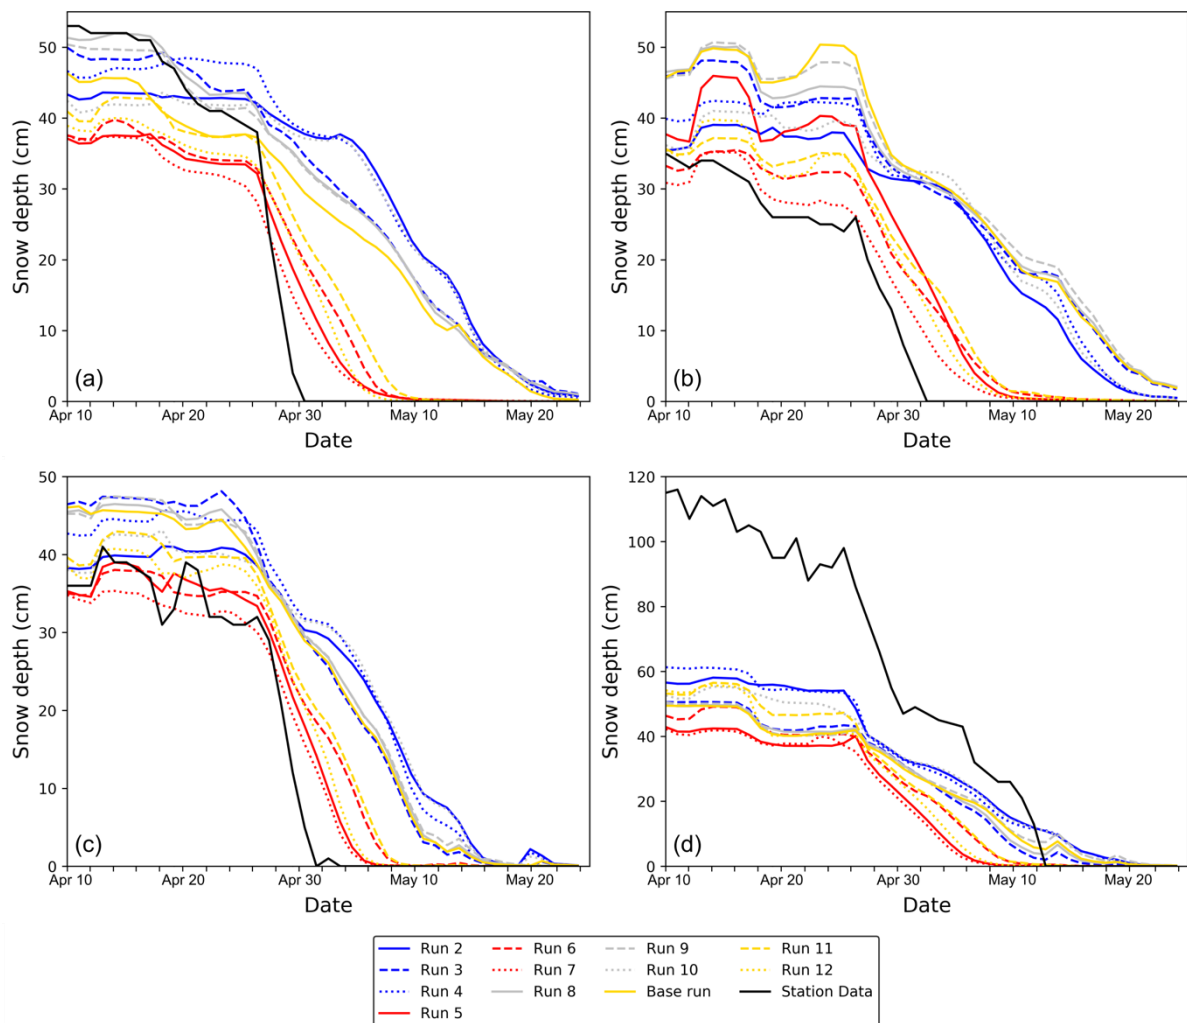 50
40
30
20
10
0
Snow depth (cm)
(a)
Apr 10
Apr 20
Apr 30
May 10
May 20
Date
50
40
30
20
10
0
Snow depth (cm)
(b)
Apr 10
Apr 20
Apr 30
May 10
May 20
Date
50
40
30
20
10
0
Snow depth (cm)
(c)
Apr 10
Apr 20
Apr 30
May 10
May 20
Date
120
100
80
60
40
20
0
Snow depth (cm)
(d)
Apr 10
Apr 20
Apr 30
May 10
May 20
Date
Run 2
Run 3
Run 4
Run 5
Run 6
Run 7
Run 8
Run 9
Run 10
Base run
Run 11
Run 12
Station Data